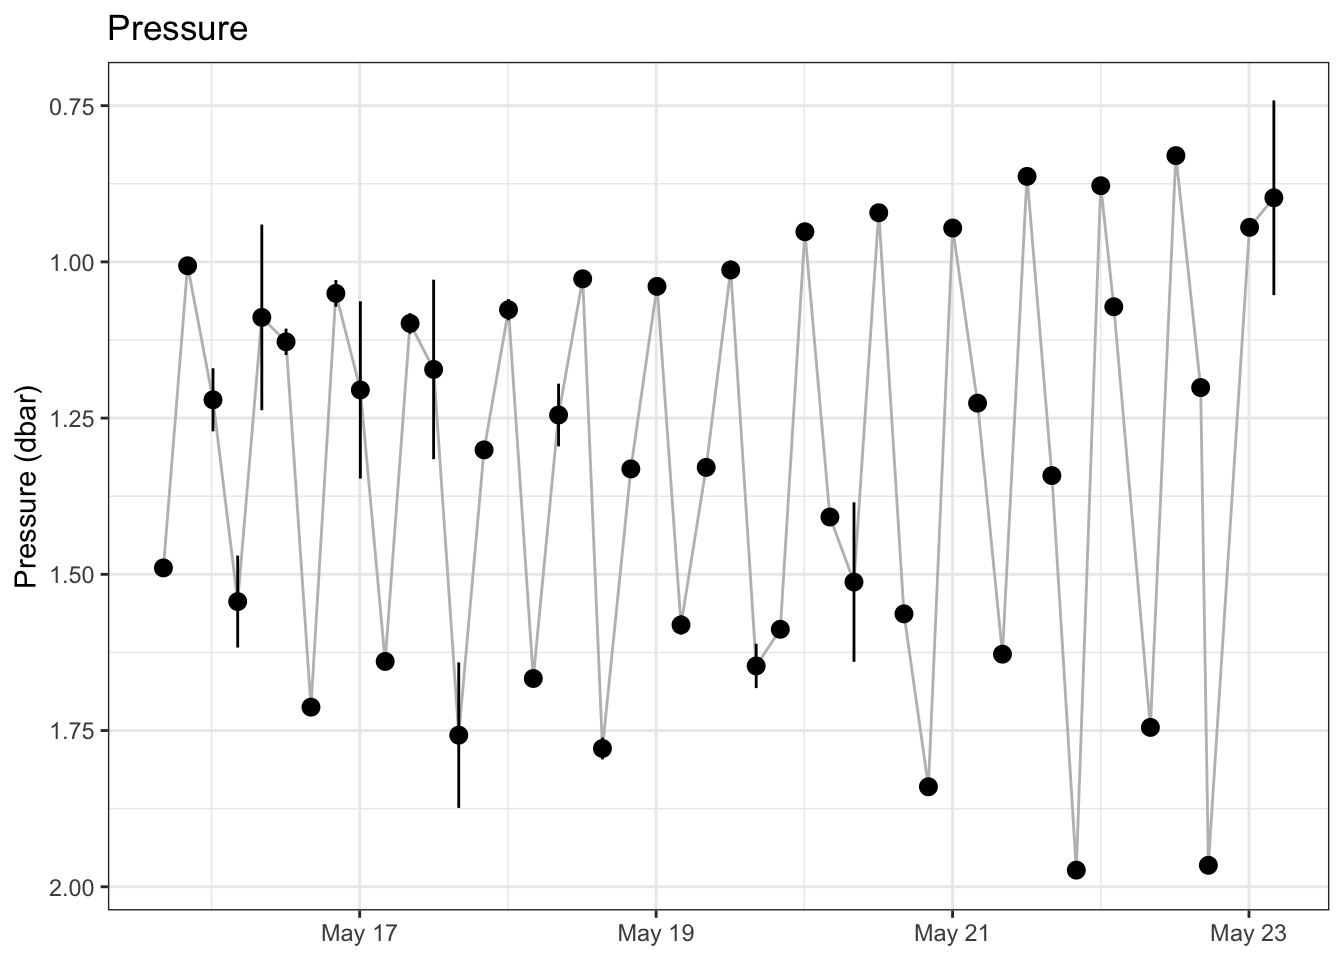 Pressure
0.75
1.00
1.25
1.50
1.75
2.00
Pressure (dbar)
May 17
May 19
May 21
May 23